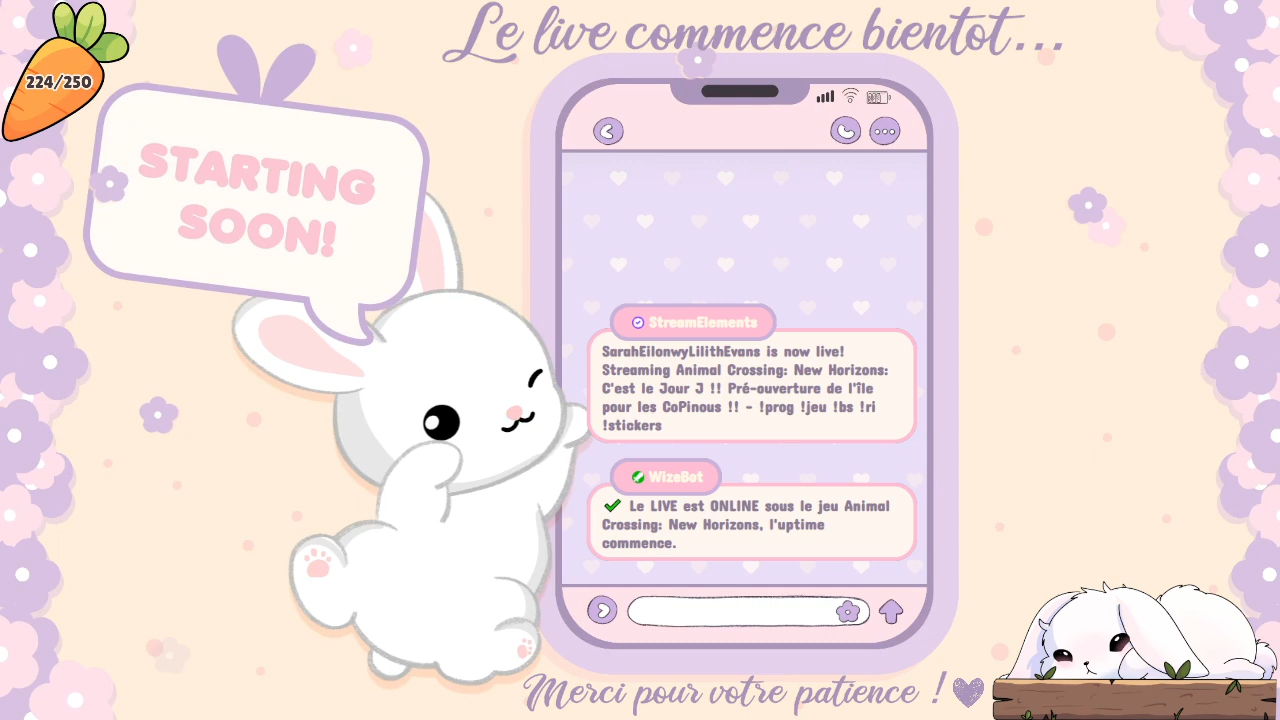 Le live commence bientot...
224/250
STARTING
SOON!
StreamElements
SarahEilonwyLilithEvans is now live!
Streaming Animal Crossing: New Horizons:
C'est le Jour J !! Pré-ouverture de l'île
pour les CoPinous !! - !prog !jeu !bs !ri
!stickers
WizeBot
Le LIVE est ONLINE sous le jeu Animal
Crossing: New Horizons, l'uptime
commence.
Merci pour votre patience !